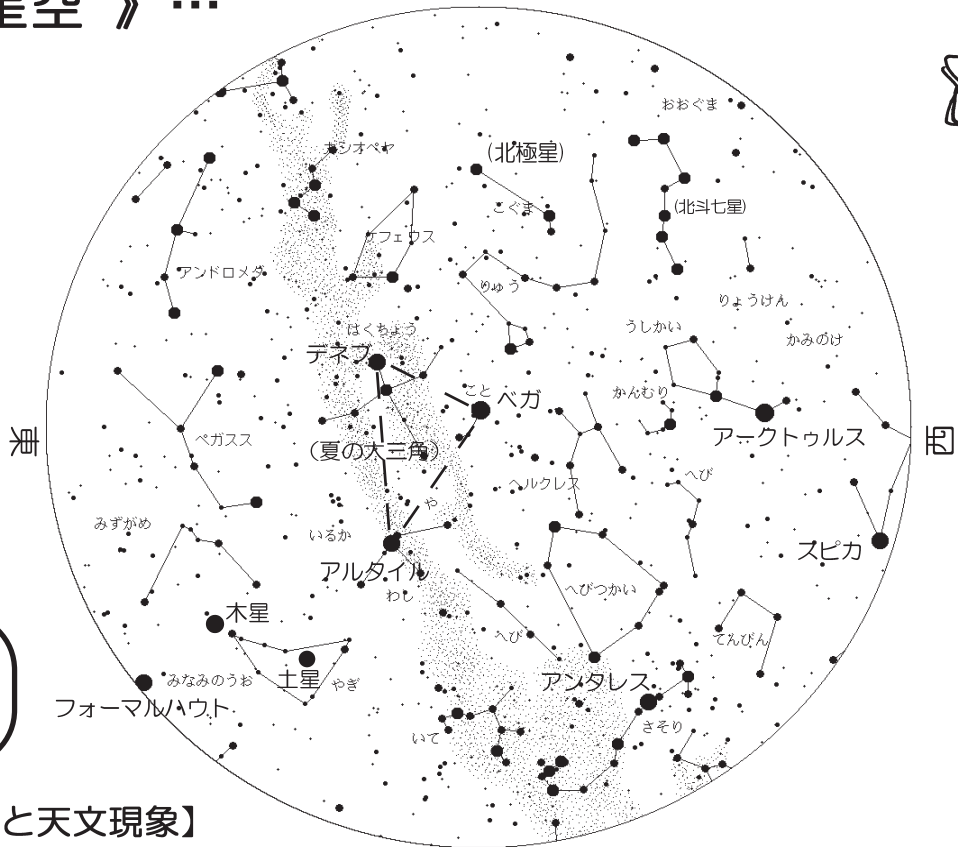 星空 》…
おおぐま
カシオペヤ
(北極星)
こぐま
(北斗七星)
ケフェウス
アンドロメダ
りゅう
りょうけん
はくちょう
うしかい
かみのけ
デネブ
こと
ベガ
かんむり
アークトゥルス
東
西
ペガスス
(夏の大三角)
ヘルクレス
へび
や
みずがめ
いるか
スピカ
アルタイル
わし
へびつかい
木星
へび
てんびん
みなみのうお
土星
やぎ
アンタレス
フォーマルハウト
さそり
いて
と天文現象】